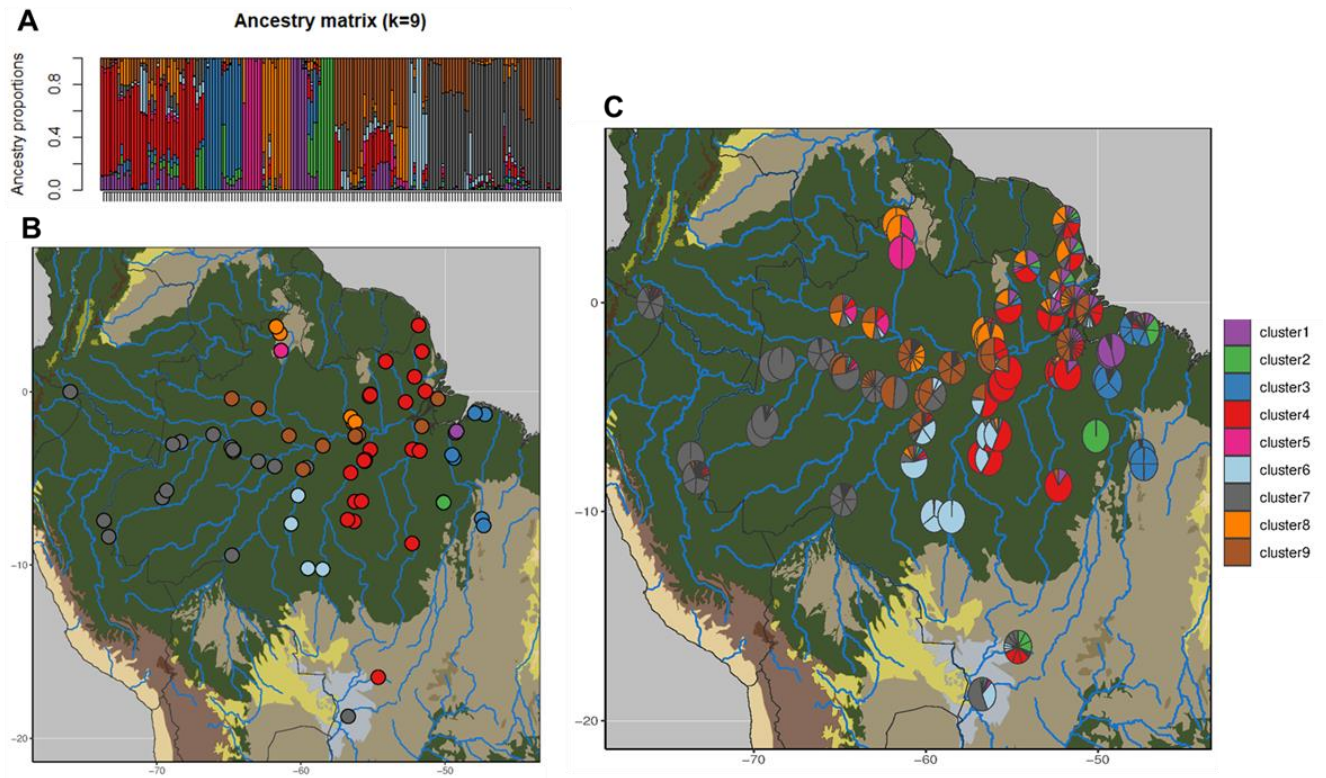 A
Ancestry matrix (k=9)
Ancestry proportions
0.8
0.4
0.0
B
0
−10
−20
−70
−60
−50
C
0
−10
−20
−70
−60
−50
cluster1
cluster2
cluster3
cluster4
cluster5
cluster6
cluster7
cluster8
cluster9